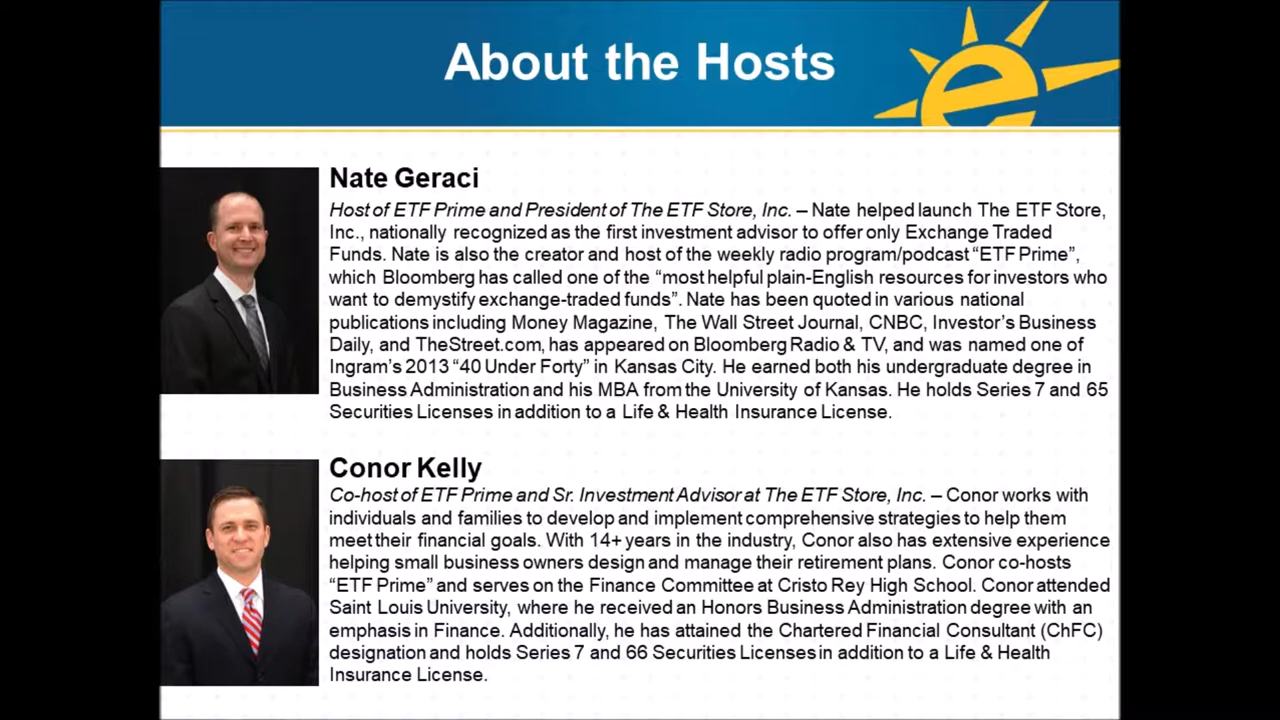 About the Hosts
Nate Geraci
Host of ETF Prime and President of The ETF Store, Inc. – Nate helped launch The ETF Store,
Inc., nationally recognized as the first investment advisor to offer only Exchange Traded
Funds. Nate is also the creator and host of the weekly radio program/podcast “ETF Prime”,
which Bloomberg has called one of the “most helpful plain-English resources for investors who
want to demystify exchange-traded funds”. Nate has been quoted in various national
publications including Money Magazine, The Wall Street Journal, CNBC, Investor’s Business
Daily, and TheStreet.com, has appeared on Bloomberg Radio & TV, and was named one of
Ingram’s 2013 “40 Under Forty” in Kansas City. He earned both his undergraduate degree in
Business Administration and his MBA from the University of Kansas. He holds Series 7 and 65
Securities Licenses in addition to a Life & Health Insurance License.
Conor Kelly
Co-host of ETF Prime and Sr. Investment Advisor at The ETF Store, Inc. – Conor works with
individuals and families to develop and implement comprehensive strategies to help them
meet their financial goals. With 14+ years in the industry, Conor also has extensive experience
helping small business owners design and manage their retirement plans. Conor co-hosts
“ETF Prime” and serves on the Finance Committee at Cristo Rey High School. Conor attended
Saint Louis University, where he received an Honors Business Administration degree with an
emphasis in Finance. Additionally, he has attained the Chartered Financial Consultant (ChFC)
designation and holds Series 7 and 66 Securities Licenses in addition to a Life & Health
Insurance License.